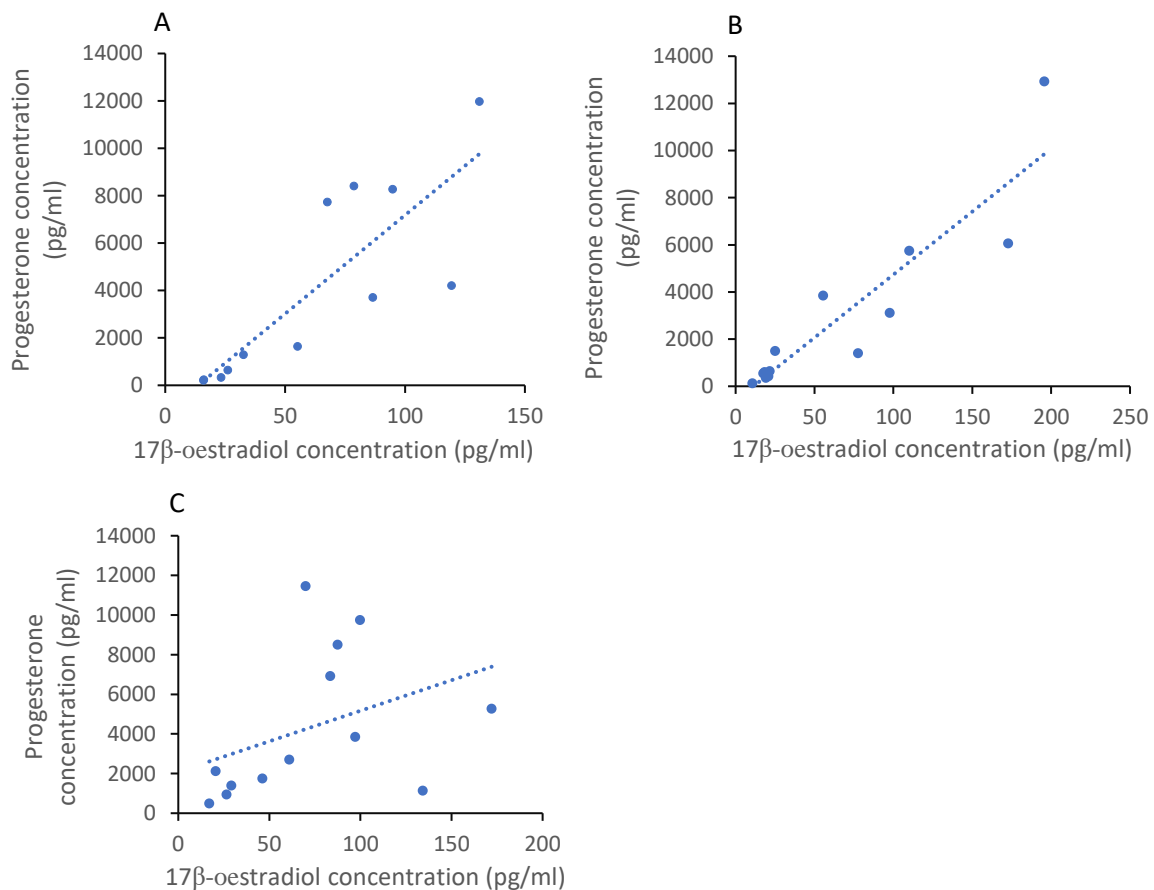 A
14000
12000
10000
8000
6000
4000
2000
0
0 50 100 150
Progesterone concentration
(pg/ml)
17β-oestradiol concentration (pg/ml)
B
14000
12000
10000
8000
6000
4000
2000
0
0 50 100 150 200 250
Progesterone concentration
(pg/ml)
17β-oestradiol concentration (pg/ml)
C
14000
12000
10000
8000
6000
4000
2000
0
0 50 100 150 200
Progesterone
concentration (pg/ml)
17β-oestradiol concentration (pg/ml)